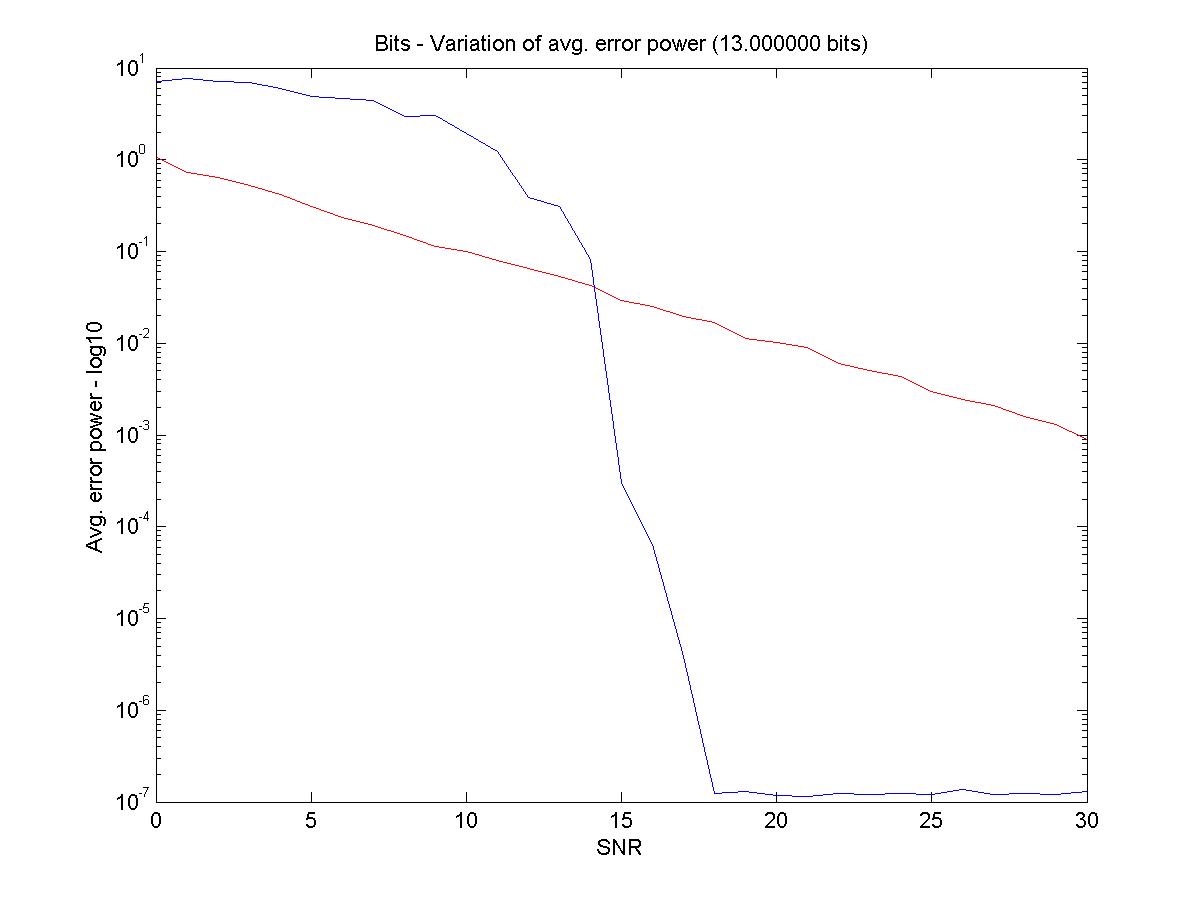 Bits - Variation of avg. error power (13.000000 bits)
10^1
10^0
10^-1
10^-2
10^-3
10^-4
10^-5
10^-6
10^-7
Avg. error power - log10
0 5 10 15 20 25 30
SNR